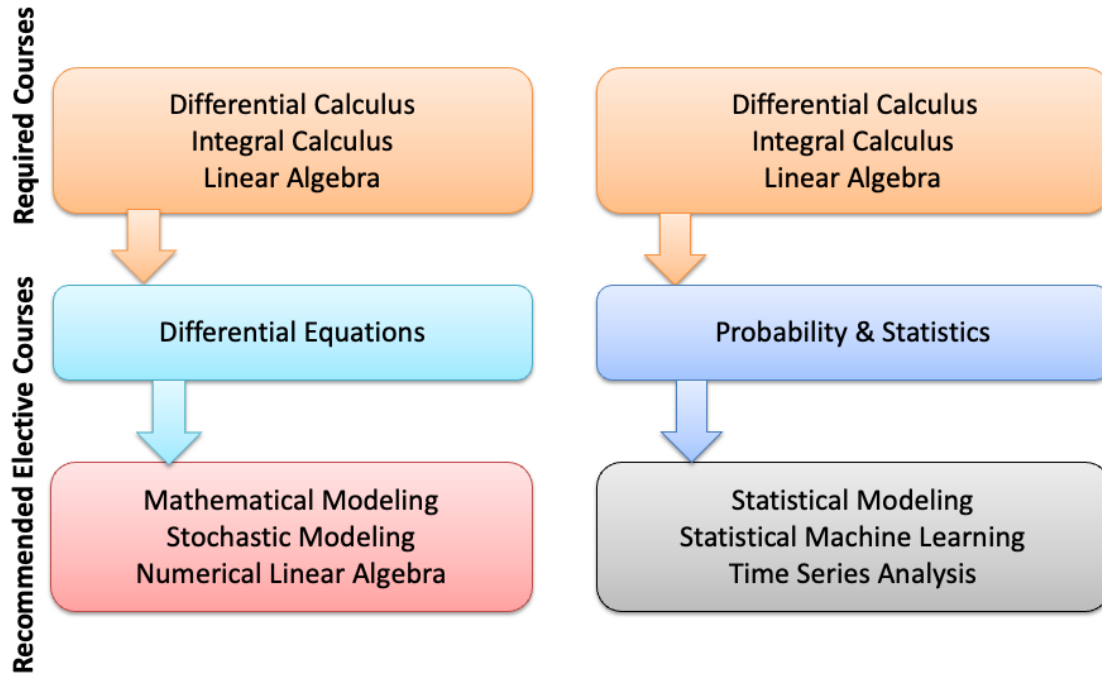 Required Courses
Differential Calculus
Integral Calculus
Linear Algebra
Differential Calculus
Integral Calculus
Linear Algebra
Recommended Elective Courses
Differential Equations
Probability & Statistics
Mathematical Modeling
Stochastic Modeling
Numerical Linear Algebra
Statistical Modeling
Statistical Machine Learning
Time Series Analysis